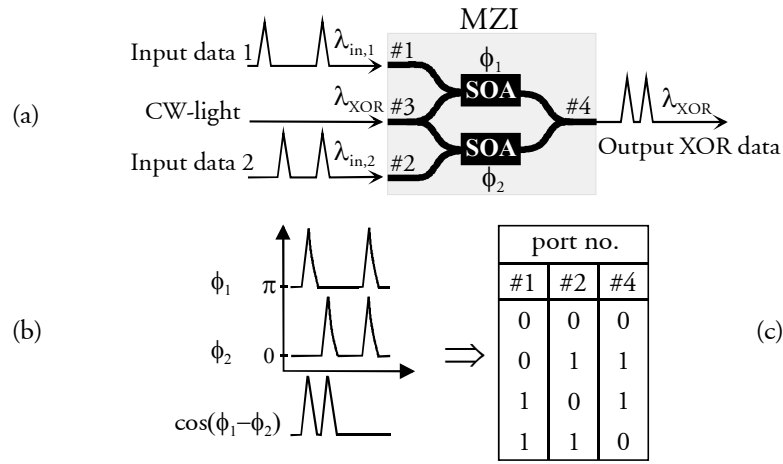 MZI
Input data 1
λin,1
#1
ϕ1
SOA
(a)
CW-light
λXOR
#3
#4
λXOR
Input data 2
λin,2
#2
SOA
ϕ2
Output XOR data
(b)
ϕ1
π
ϕ2
0
cos(ϕ1−ϕ2)
⇒
port no.
#1 #2 #4
0 0 0
0 1 1
1 0 1
1 1 0
(c)